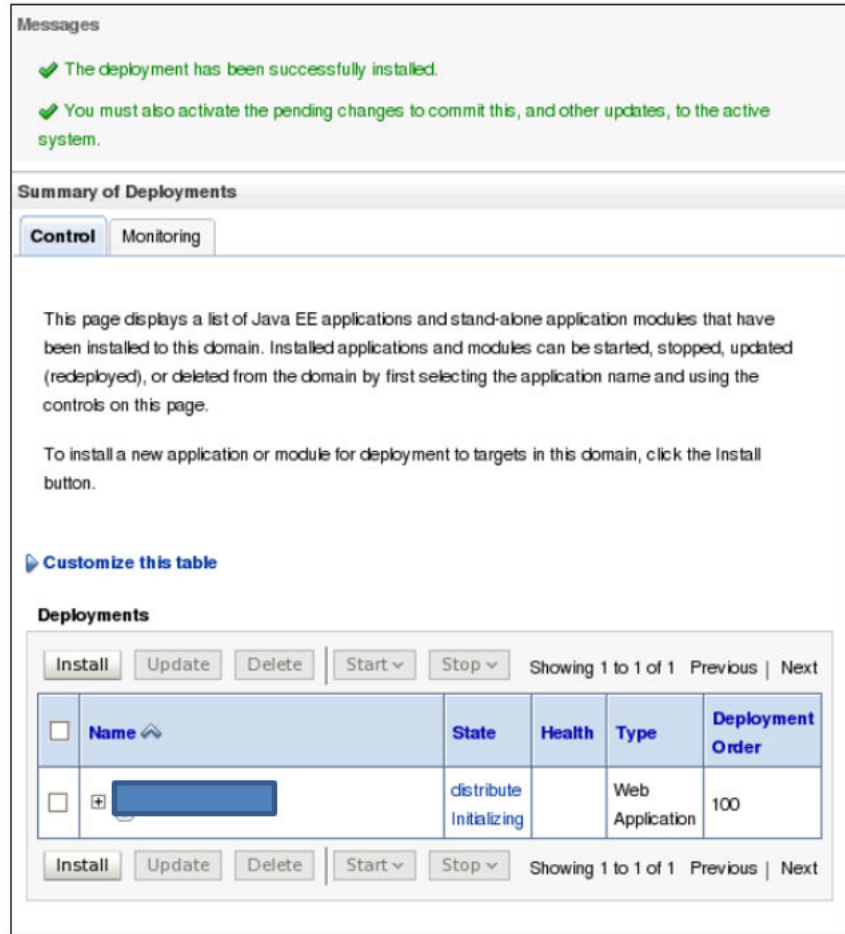 Messages
The deployment has been successfully installed.
You must also activate the pending changes to commit this, and other updates, to the active
system.
Summary of Deployments
Control Monitoring
This page displays a list of Java EE applications and stand-alone application modules that have
been installed to this domain. Installed applications and modules can be started, stopped, updated
(redeployed), or deleted from the domain by first selecting the application name and using the
controls on this page.
To install a new application or module for deployment to targets in this domain, click the Install
button.
Customize this table
Deployments
Install Update Delete Start Stop Showing 1 to 1 of 1 Previous | Next
Name State Health Type Deployment
Order
distribute Web 100
Initializing Application
Install Update Delete Start Stop Showing 1 to 1 of 1 Previous | Next